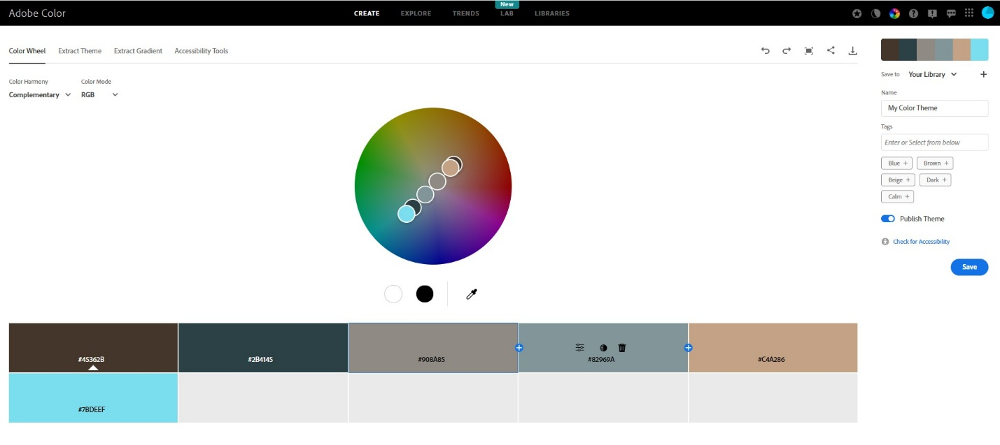 Adobe Color
CREATE
EXPLORE
TRENDS
New
LAB
LIBRARIES
Color Wheel
Extract Theme
Extract Gradient
Accessibility Tools
Color Harmony
Complementary
Color Mode
RGB
#45362B
#2B4145
#908A85
#82969A
#C4A286
#7BDEEF
Save to
Your Library
Name
My Color Theme
Tags
Enter or Select from below
Blue +
Brown +
Beige +
Dark +
Calm +
Publish Theme
Check for Accessibility
Save